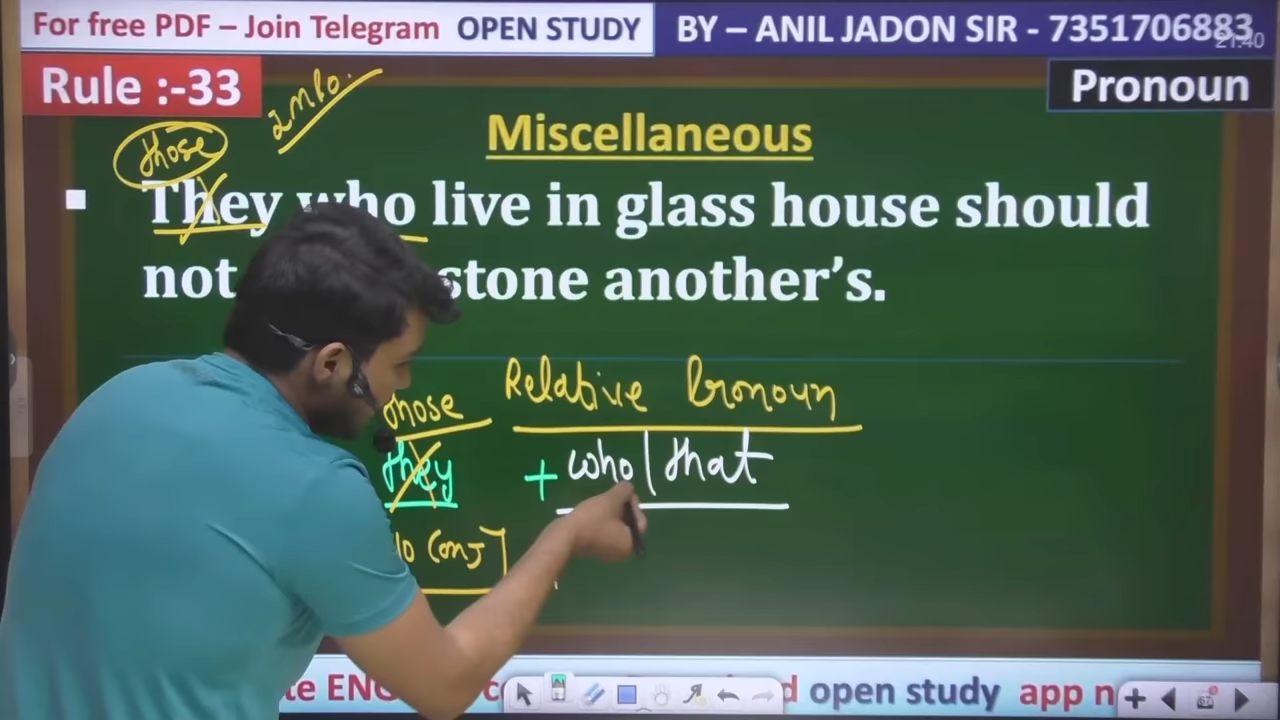 For free PDF – Join Telegram OPEN STUDY BY – ANIL JADON SIR - 7351706883
21:40
Rule :-33
Impo.
Pronoun
Miscellaneous
those
▪ They who live in glass house should
not stone another's.
Relative Pronoun
those
they + who | that
Conj
open study app